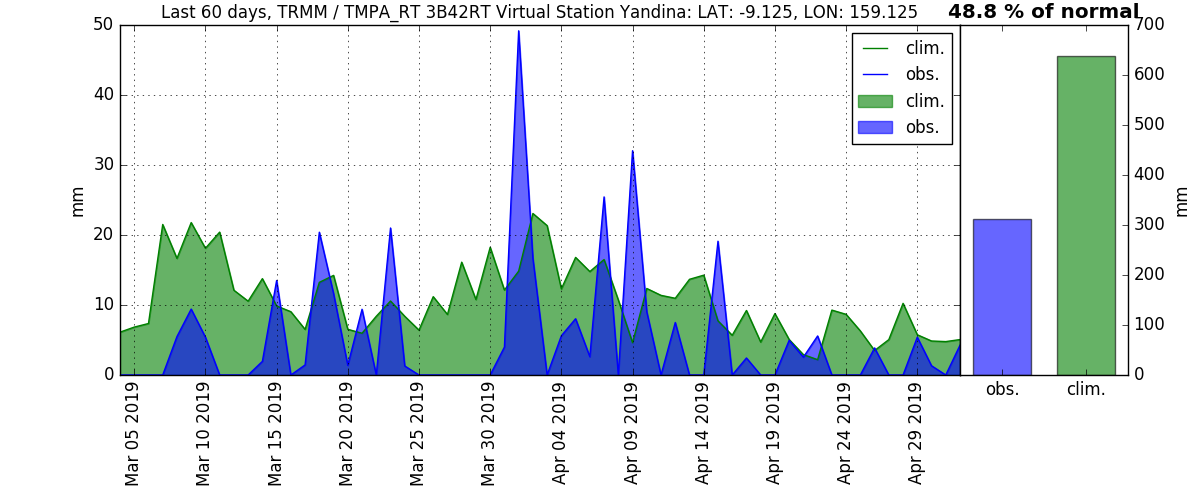 Last 60 days, TRMM / TMPA_RT 3B42RT Virtual Station Yandina: LAT: -9.125, LON: 159.125
48.8 % of normal
50
40
30
20
10
0
mm
clim.
obs.
clim.
obs.
700
600
500
400
300
200
100
0
mm
Mar 05 2019
Mar 10 2019
Mar 15 2019
Mar 20 2019
Mar 25 2019
Mar 30 2019
Apr 04 2019
Apr 09 2019
Apr 14 2019
Apr 19 2019
Apr 24 2019
Apr 29 2019
obs.
clim.